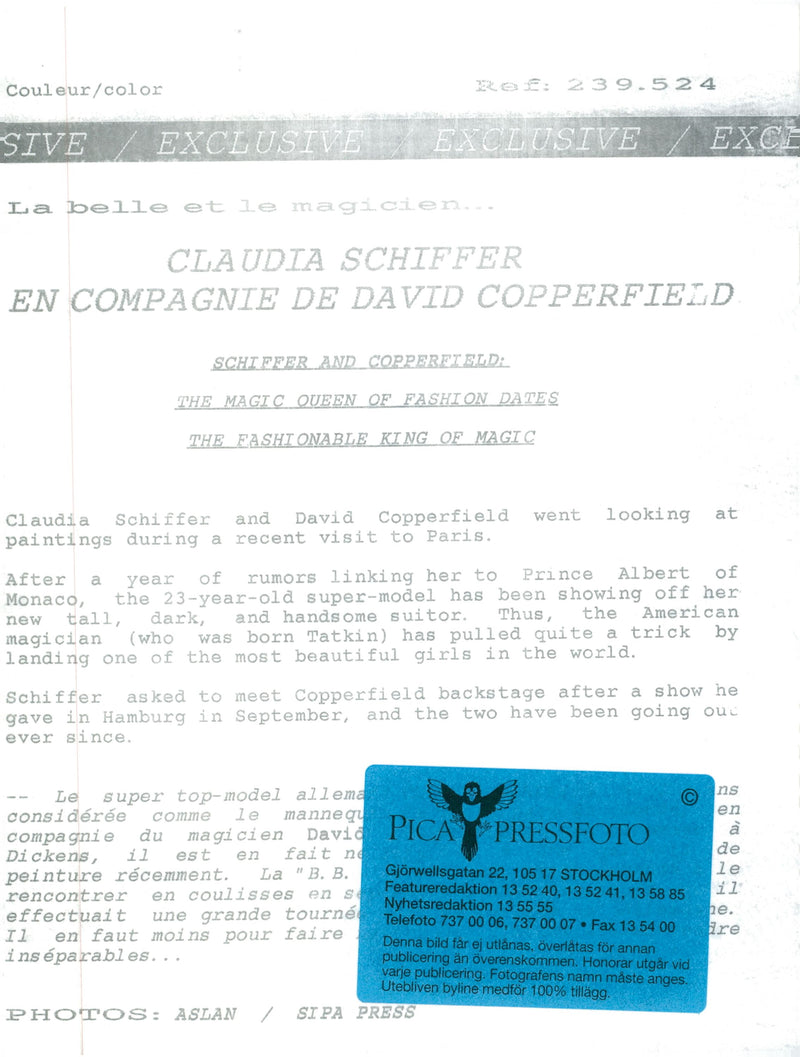 Couleur/color
Ref: 239.524
SIVE / EXCLUSIVE / EXCLUSIVE / EXCL
La belle et le magicien...
CLAUDIA SCHIFFER
EN COMPAGNIE DE DAVID COPPERFIELD
SCHIFFER AND COPPERFIELD:
THE MAGIC QUEEN OF FASHION DATES
THE FASHIONABLE KING OF MAGIC
Claudia Schiffer and David Copperfield went looking at
paintings during a recent visit to Paris.
After a year of rumors linking her to Prince Albert of
Monaco, the 23-year-old super-model has been showing off her
new tall, dark, and handsome suitor. Thus, the American
magician (who was born Tatkin) has pulled quite a trick by
landing one of the most beautiful girls in the world.
Schiffer asked to meet Copperfield backstage after a show he
gave in Hamburg in September, and the two have been going out
ever since.
-- Le super top-model allema ns
considérée comme le mannequ en
compagnie du magicien David à
Dickens, il est en fait né de
peinture récemment. La "B.B. le
rencontrer en coulisses en se il
effectuait une grande tourné ne.
Il en faut moins pour faire dre
inséparables...
PHOTOS: ASLAN / SIPA PRESS
©
PICA PRESSFOTO
Gjörwellsgatan 22, 105 17 STOCKHOLM
Featureredaktion 13 52 40, 13 52 41, 13 58 85
Nyhetsredaktion 13 55 55
Telefoto 737 00 06, 737 00 07 • Fax 13 54 00
Denna bild får ej utlånas, överlåtas för annan
publicering än överenskommen. Honorar utgår vid
varje publicering. Fotografens namn måste anges.
Utebliven byline medför 100% tillägg.